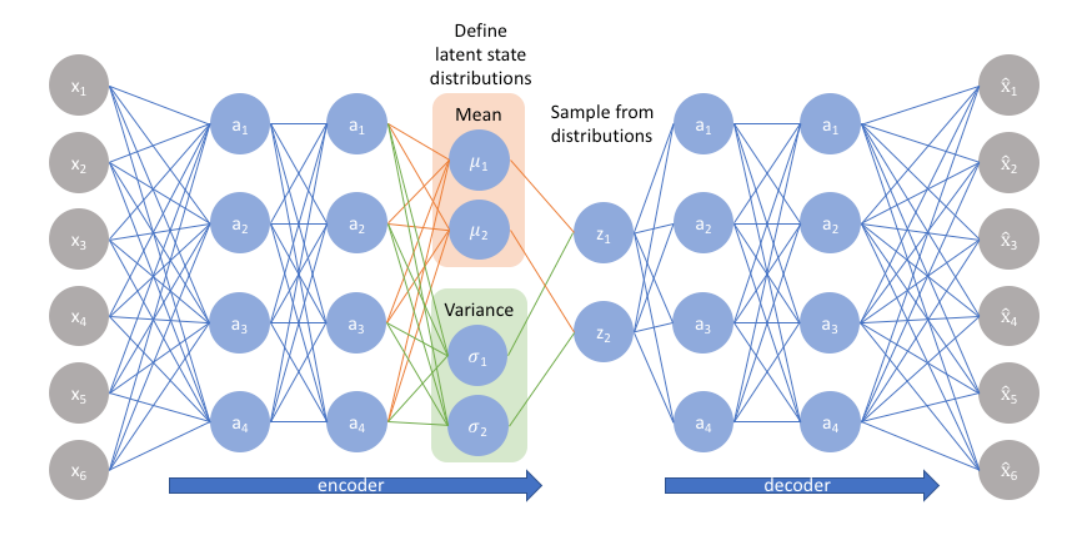 Define
latent state
distributions
Mean
Sample from
distributions
Variance
x₁
x₂
x₃
x₄
x₅
x₆
a₁
a₂
a₃
a₄
a₁
a₂
a₃
a₄
μ₁
μ₂
σ₁
σ₂
z₁
z₂
a₁
a₂
a₃
a₄
a₁
a₂
a₃
a₄
x̂₁
x̂₂
x̂₃
x̂₄
x̂₅
x̂₆
encoder
decoder